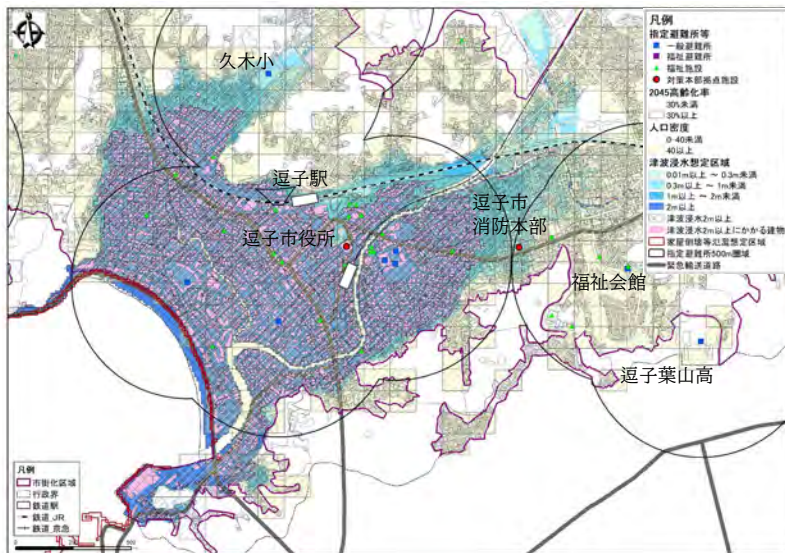 久木小
逗子駅
逗子市役所
逗子市
消防本部
福祉会館
逗子葉山高
凡例
指定避難所等
一般避難所
福祉避難所
福祉施設
対策本部拠点施設
2045高齢化率
30%未満
30%以上
人口密度
0-40未満
40以上
津波浸水想定区域
0.01m以上 ～ 0.3m未満
0.3m以上 ～ 1m未満
1m以上 ～ 2m未満
2m以上
津波浸水2m以上
津波浸水2m以上にかかる建物
家屋倒壊等氾濫想定区域
指定避難所500m圏域
緊急輸送道路
凡例
市街化区域
行政界
鉄道駅
鉄道_JR
鉄道_京急
0
500